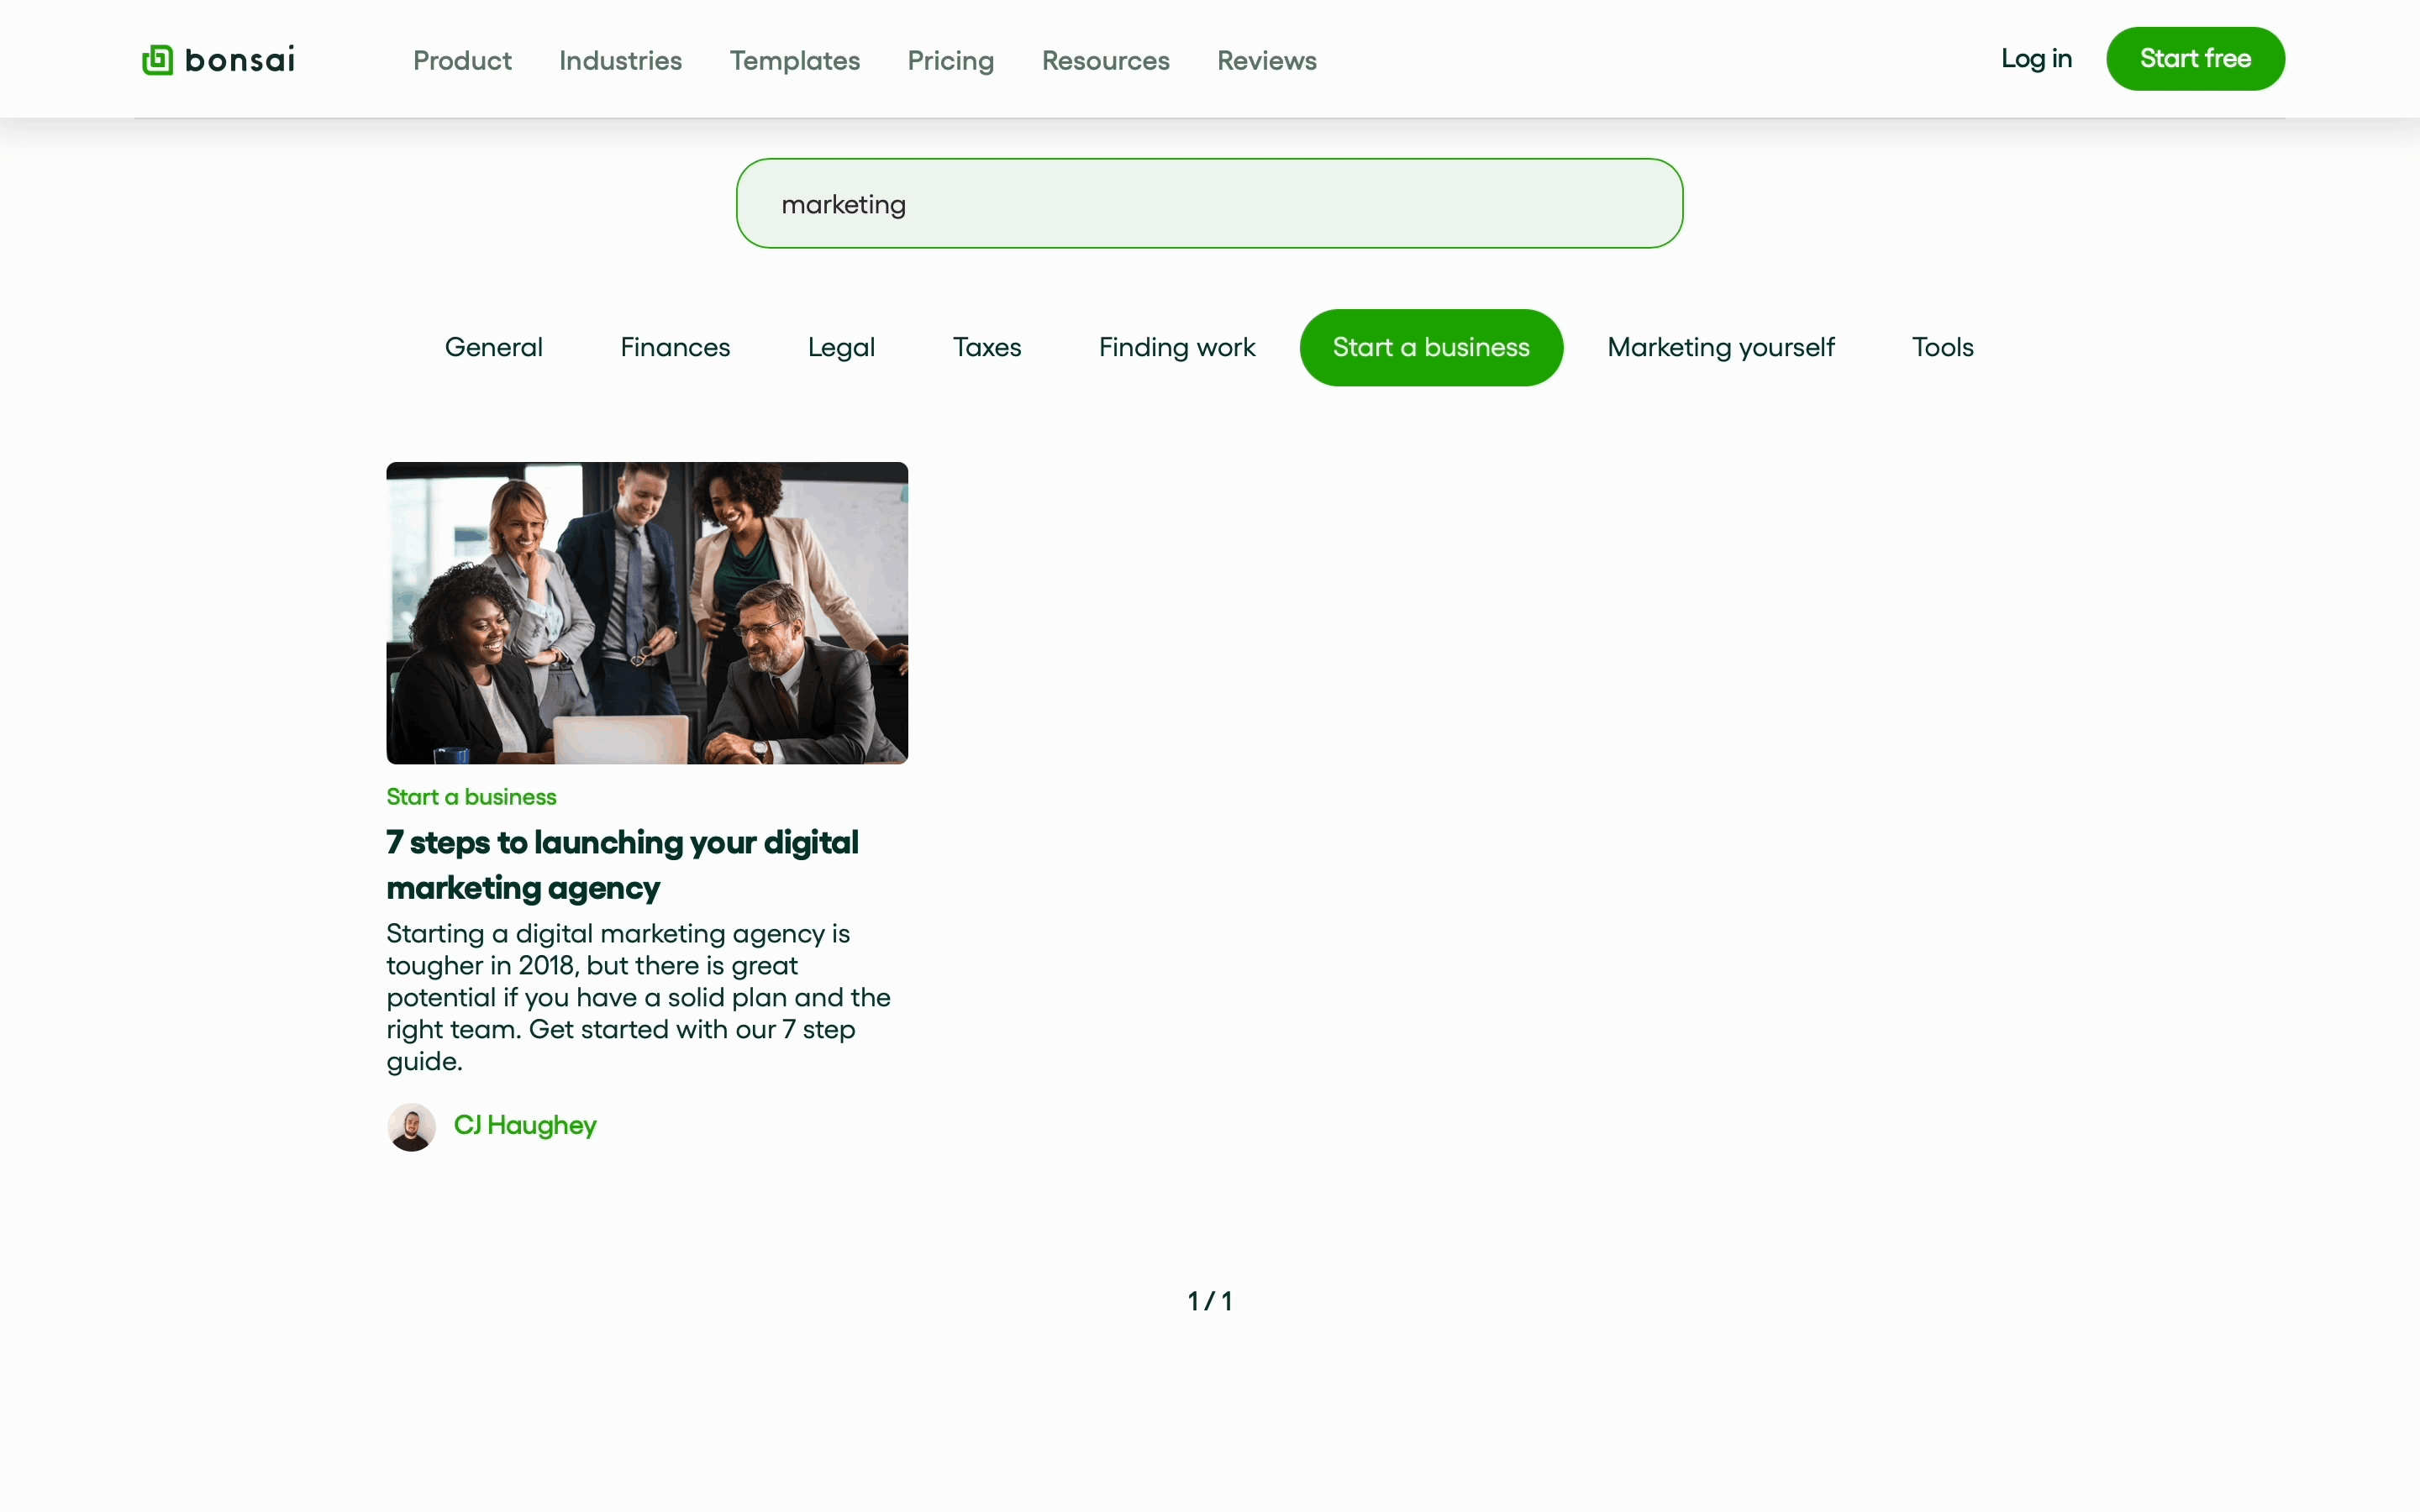 bonsai
Product Industries Templates Pricing Resources Reviews
Log in Start free
marketing
General Finances Legal Taxes Finding work Start a business Marketing yourself Tools
Start a business
7 steps to launching your digital
marketing agency
Starting a digital marketing agency is
tougher in 2018, but there is great
potential if you have a solid plan and the
right team. Get started with our 7 step
guide.
CJ Haughey
1 / 1